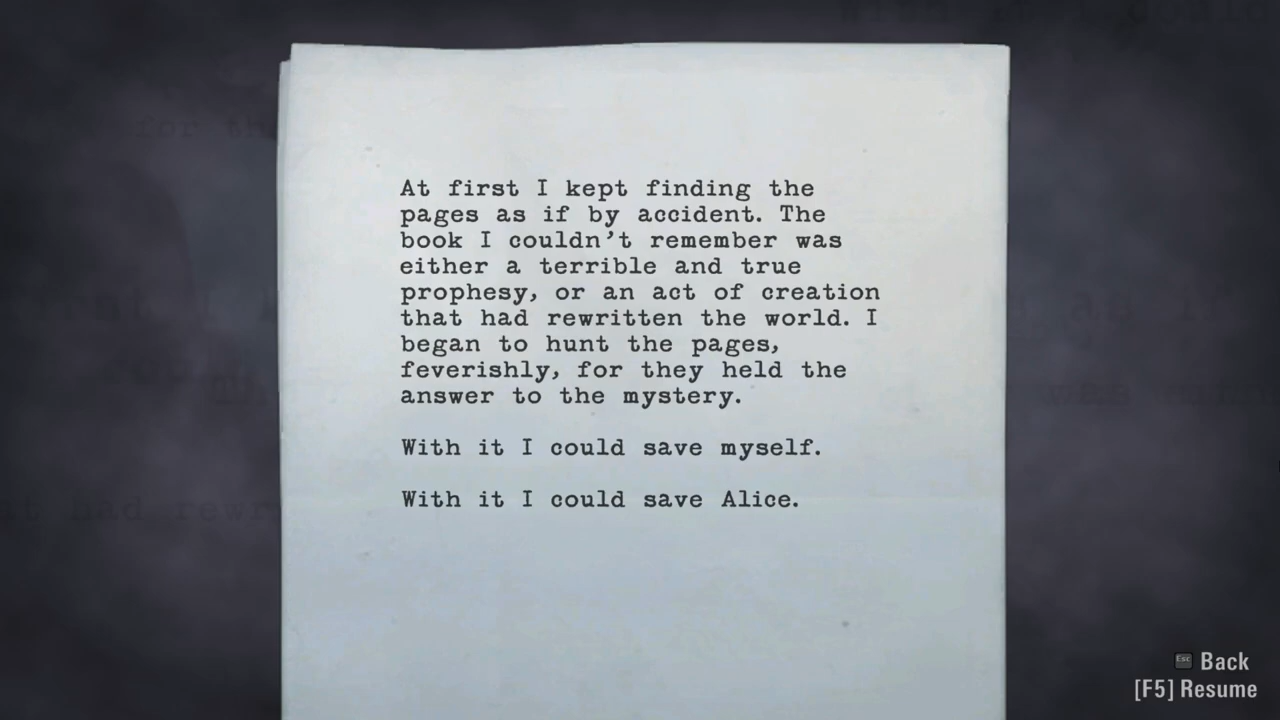 At first I kept finding the
pages as if by accident. The
book I couldn’t remember was
either a terrible and true
prophesy, or an act of creation
that had rewritten the world. I
began to hunt the pages,
feverishly, for they held the
answer to the mystery.
With it I could save myself.
With it I could save Alice.
Esc Back
[F5] Resume